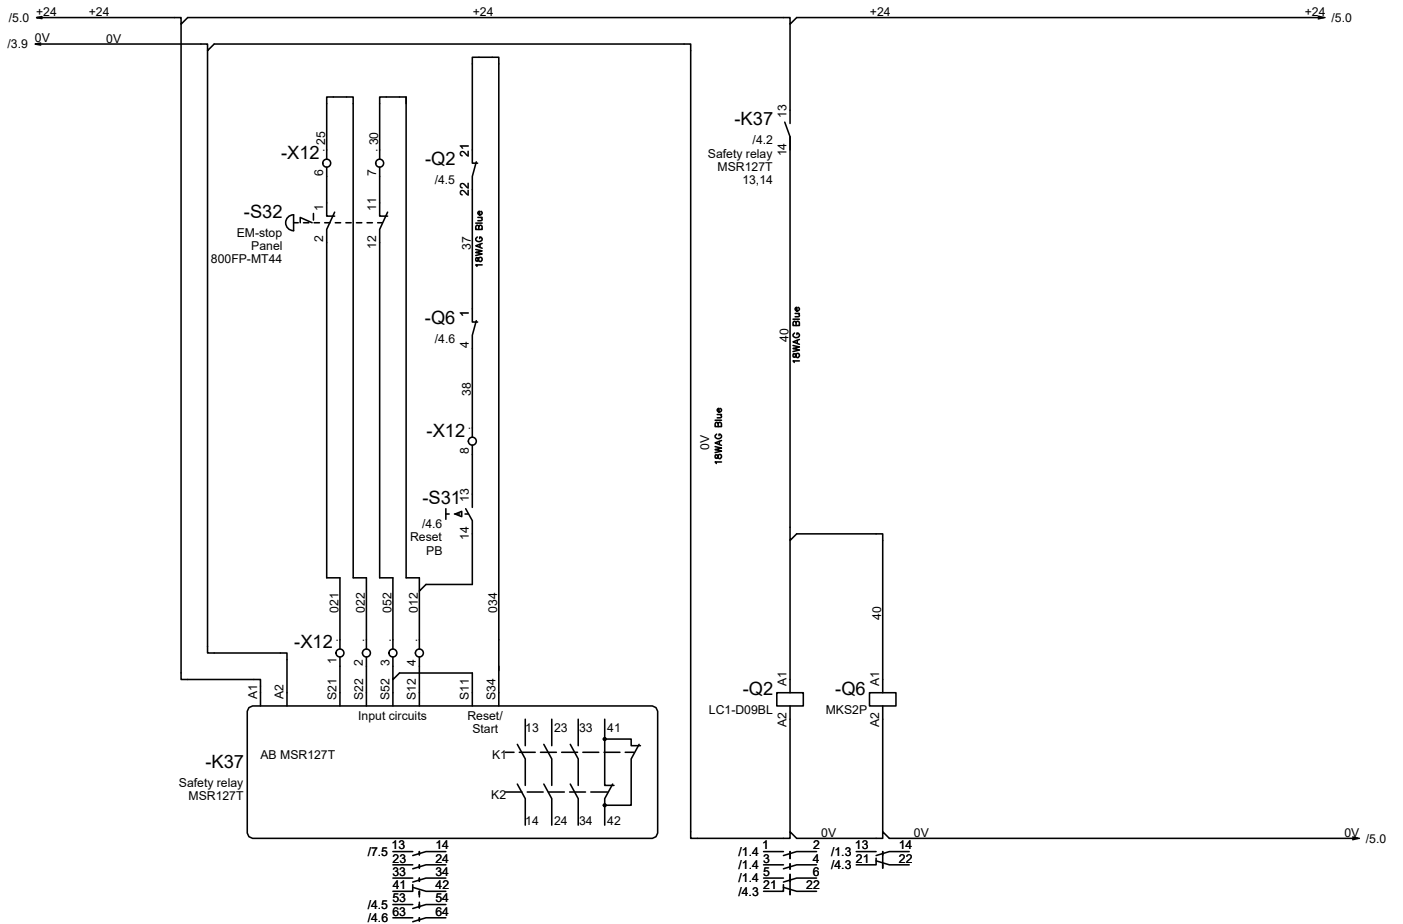 /5.0 +24 +24 +24 +24 +24 /5.0
/3.9 0V 0V
-X12 25 6 30 7
-Q2 21
/4.5 22
-K37 13
/4.2 14
Safety relay
MSR127T
13,14
-S32 1 2 11 12
EM-stop
Panel
800FP-MT44
37
18WAG Blue
-Q6 1
/4.6 4
40
18WAG Blue
38
0V
18WAG Blue
-X12 8
-S31 13
/4.6 14
Reset
PB
021 022 052 012 034
40
-X12 1 2 3 4
A1 A2 S21 S22 S52 S12 S11 S34
-Q2 A1
LC1-D09BL A2
-Q6 A1
MKS2P A2
Input circuits
Reset/
Start
13 23 33 41
AB MSR127T
K1
-K37
Safety relay
MSR127T
K2
14 24 34 42
0V 0V 0V /5.0
/7.5 13 14
23 24
33 34
41 42
/4.5 53 54
/4.6 63 64
/1.4 1 2
/1.4 3 4
/1.4 5 6
/4.3 21 22
/1.3 13 14
/4.3 21 22